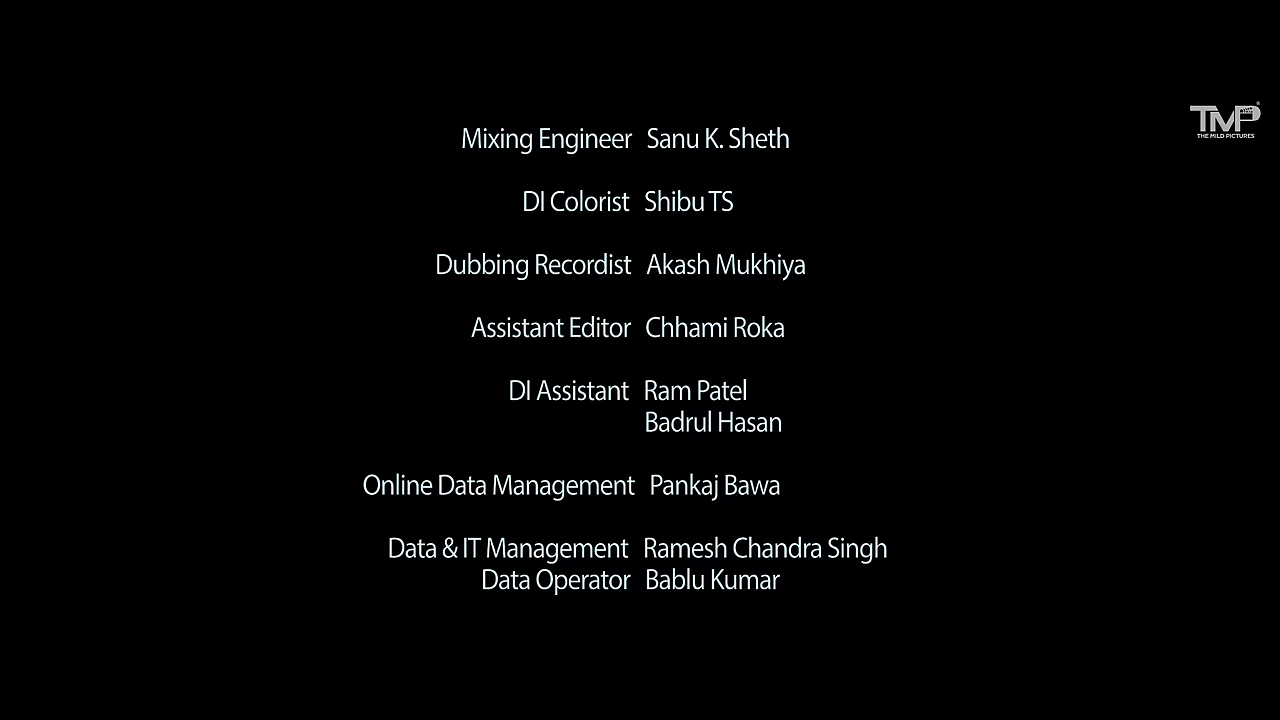 TMP
THE MILD PICTURES
Mixing Engineer Sanu K. Sheth
DI Colorist Shibu TS
Dubbing Recordist Akash Mukhiya
Assistant Editor Chhami Roka
DI Assistant Ram Patel
Badrul Hasan
Online Data Management Pankaj Bawa
Data & IT Management Ramesh Chandra Singh
Data Operator Bablu Kumar